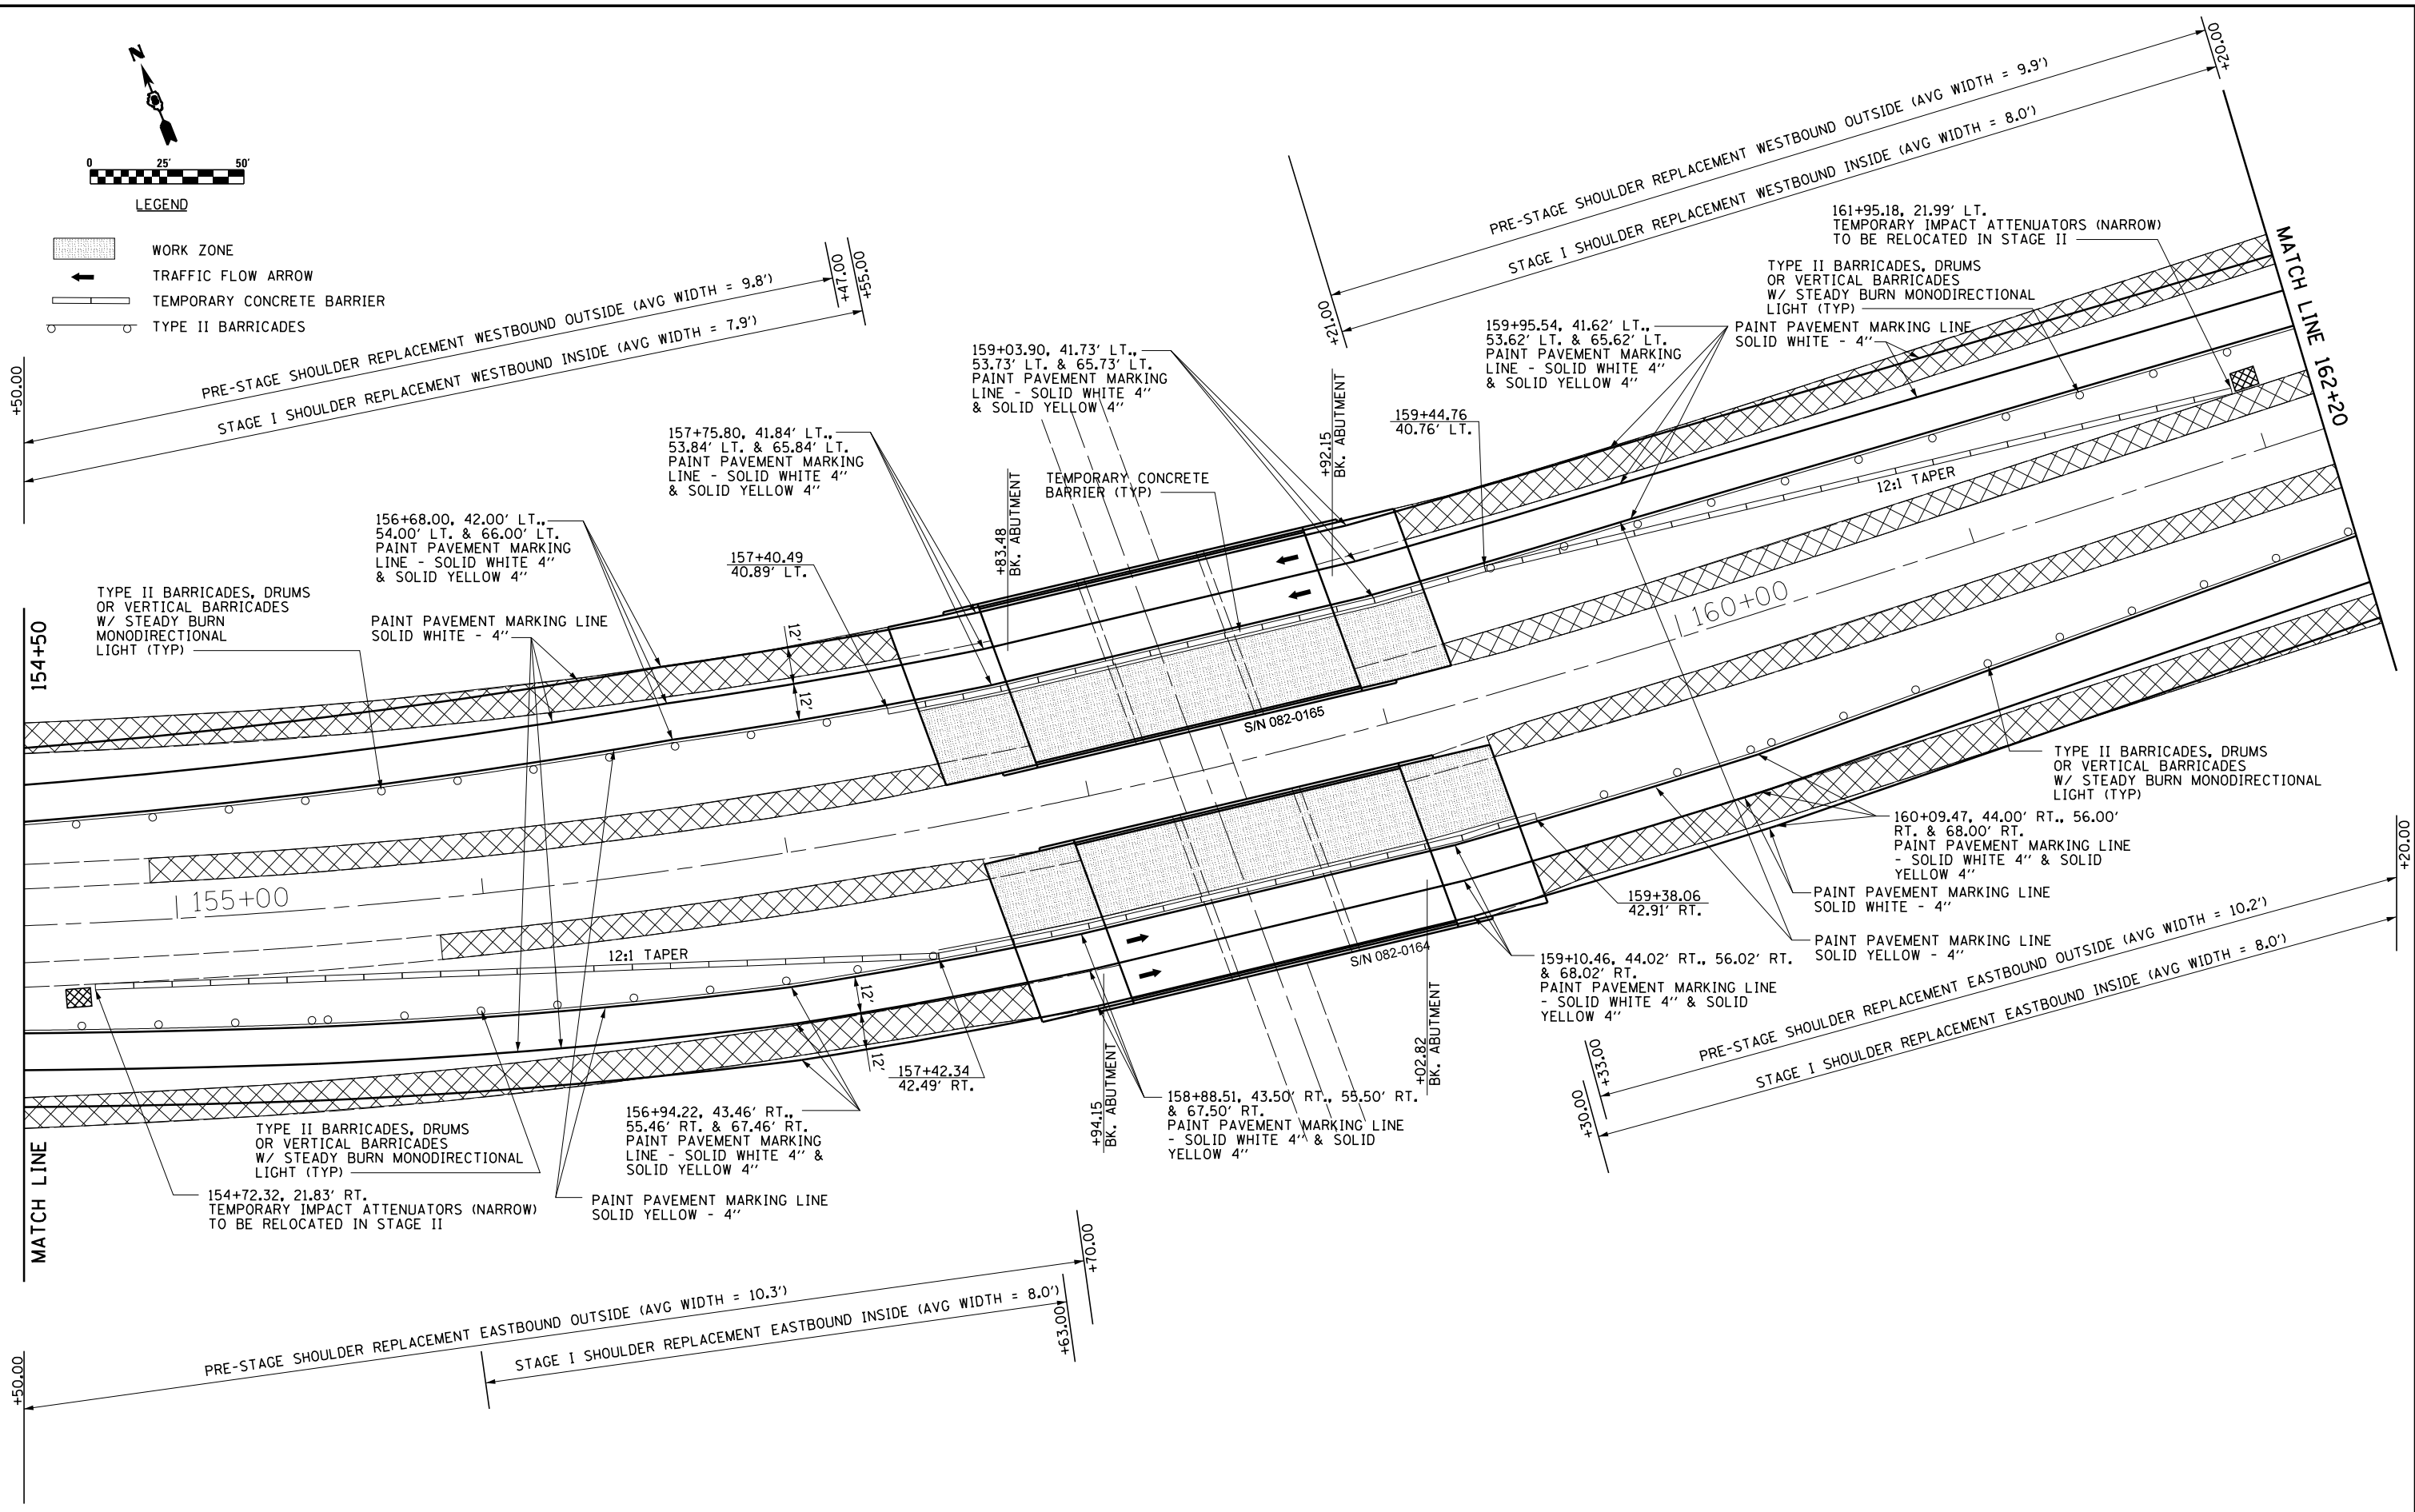 N
0 25' 50'
LEGEND
WORK ZONE
TRAFFIC FLOW ARROW
TEMPORARY CONCRETE BARRIER
TYPE II BARRICADES
+50.00
PRE-STAGE SHOULDER REPLACEMENT WESTBOUND OUTSIDE (AVG WIDTH = 9.8')
+47.00
STAGE I SHOULDER REPLACEMENT WESTBOUND INSIDE (AVG WIDTH = 7.9')
+55.00
PRE-STAGE SHOULDER REPLACEMENT WESTBOUND OUTSIDE (AVG WIDTH = 9.9')
STAGE I SHOULDER REPLACEMENT WESTBOUND INSIDE (AVG WIDTH = 8.0')
+20.00
+21.00
161+95.18, 21.99' LT.
TEMPORARY IMPACT ATTENUATORS (NARROW)
TO BE RELOCATED IN STAGE II
TYPE II BARRICADES, DRUMS
OR VERTICAL BARRICADES
W/ STEADY BURN MONODIRECTIONAL
LIGHT (TYP)
PAINT PAVEMENT MARKING LINE
SOLID WHITE - 4''
MATCH LINE 162+20
159+95.54, 41.62' LT.,
53.62' LT. & 65.62' LT.
PAINT PAVEMENT MARKING
LINE - SOLID WHITE 4''
& SOLID YELLOW 4''
159+03.90, 41.73' LT.,
53.73' LT. & 65.73' LT.
PAINT PAVEMENT MARKING
LINE - SOLID WHITE 4''
& SOLID YELLOW 4''
+92.15
BK. ABUTMENT
159+44.76
40.76' LT.
157+75.80, 41.84' LT.,
53.84' LT. & 65.84' LT.
PAINT PAVEMENT MARKING
LINE - SOLID WHITE 4''
& SOLID YELLOW 4''
+83.48
BK. ABUTMENT
TEMPORARY CONCRETE
BARRIER (TYP)
12:1 TAPER
156+68.00, 42.00' LT.,
54.00' LT. & 66.00' LT.
PAINT PAVEMENT MARKING
LINE - SOLID WHITE 4''
& SOLID YELLOW 4''
157+40.49
40.89' LT.
TYPE II BARRICADES, DRUMS
OR VERTICAL BARRICADES
W/ STEADY BURN
MONODIRECTIONAL
LIGHT (TYP)
PAINT PAVEMENT MARKING LINE
SOLID WHITE - 4''
154+50
12'
12'
160+00
S/N 082-0165
155+00
12:1 TAPER
S/N 082-0164
12'
12'
TYPE II BARRICADES, DRUMS
OR VERTICAL BARRICADES
W/ STEADY BURN MONODIRECTIONAL
LIGHT (TYP)
160+09.47, 44.00' RT., 56.00'
RT. & 68.00' RT.
PAINT PAVEMENT MARKING LINE
- SOLID WHITE 4'' & SOLID
YELLOW 4''
PAINT PAVEMENT MARKING LINE
SOLID WHITE - 4''
PAINT PAVEMENT MARKING LINE
SOLID YELLOW - 4''
159+38.06
42.91' RT.
159+10.46, 44.02' RT., 56.02' RT.
& 68.02' RT.
PAINT PAVEMENT MARKING LINE
- SOLID WHITE 4'' & SOLID
YELLOW 4''
+02.82
BK. ABUTMENT
158+88.51, 43.50' RT., 55.50' RT.
& 67.50' RT.
PAINT PAVEMENT MARKING LINE
- SOLID WHITE 4'' & SOLID
YELLOW 4''
+94.15
BK. ABUTMENT
157+42.34
42.49' RT.
156+94.22, 43.46' RT.,
55.46' RT. & 67.46' RT.
PAINT PAVEMENT MARKING
LINE - SOLID WHITE 4'' &
SOLID YELLOW 4''
TYPE II BARRICADES, DRUMS
OR VERTICAL BARRICADES
W/ STEADY BURN MONODIRECTIONAL
LIGHT (TYP)
154+72.32, 21.83' RT.
TEMPORARY IMPACT ATTENUATORS (NARROW)
TO BE RELOCATED IN STAGE II
PAINT PAVEMENT MARKING LINE
SOLID YELLOW - 4''
MATCH LINE
+20.00
PRE-STAGE SHOULDER REPLACEMENT EASTBOUND OUTSIDE (AVG WIDTH = 10.2')
STAGE I SHOULDER REPLACEMENT EASTBOUND INSIDE (AVG WIDTH = 8.0')
+33.00
+30.00
+50.00
PRE-STAGE SHOULDER REPLACEMENT EASTBOUND OUTSIDE (AVG WIDTH = 10.3')
+70.00
STAGE I SHOULDER REPLACEMENT EASTBOUND INSIDE (AVG WIDTH = 8.0')
+63.00